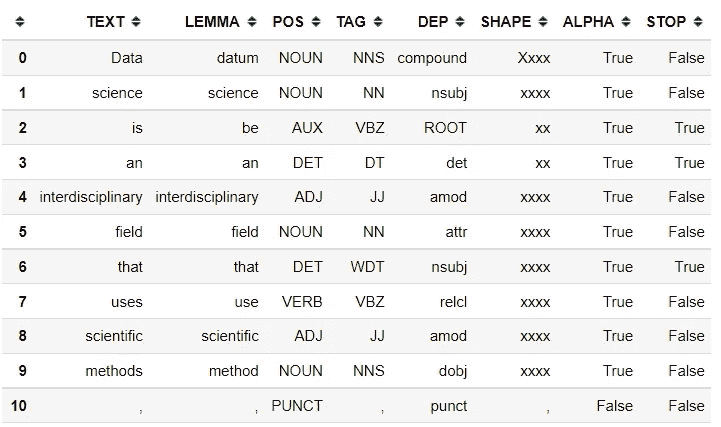 TEXT LEMMA POS TAG DEP SHAPE ALPHA STOP
0 Data datum NOUN NNS compound Xxxx True False
1 science science NOUN NN nsubj xxxx True False
2 is be AUX VBZ ROOT xx True True
3 an an DET DT det xx True True
4 interdisciplinary interdisciplinary ADJ JJ amod xxxx True False
5 field field NOUN NN attr xxxx True False
6 that that DET WDT nsubj xxxx True True
7 uses use VERB VBZ relcl xxxx True False
8 scientific scientific ADJ JJ amod xxxx True False
9 methods method NOUN NNS dobj xxxx True False
10 , , PUNCT , punct , False False